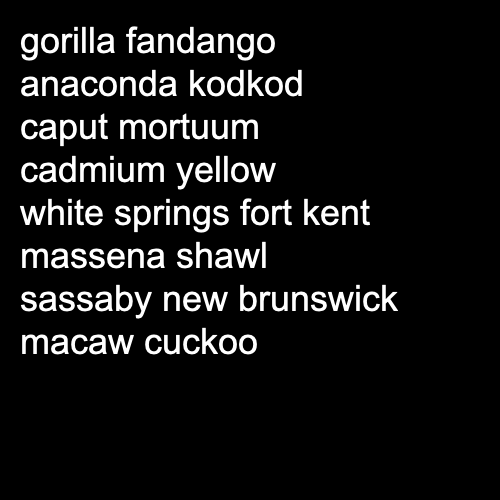 gorilla fandango
anaconda kodkod
caput mortuum
cadmium yellow
white springs fort kent
massena shawl
sassaby new brunswick
macaw cuckoo